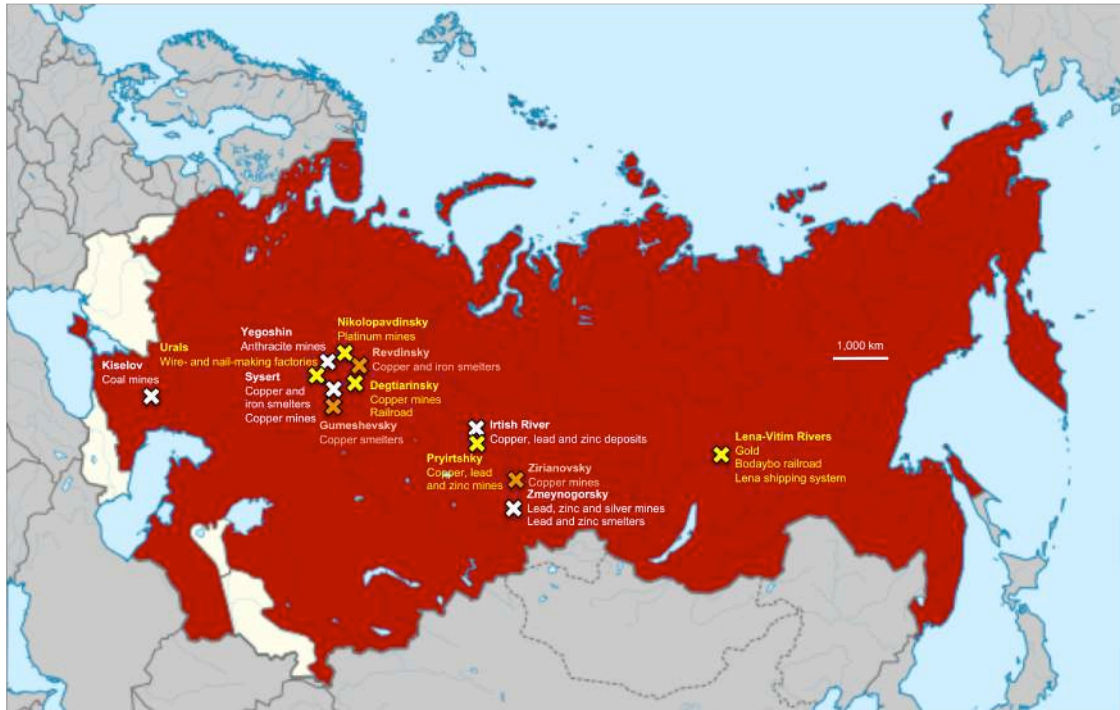 Nikolopavdinsky
Platinum mines
Yegoshin
Anthracite mines
Urals
Wire- and nail-making factories
Revdinsky
Copper and iron smelters
1,000 km
Kiselov
Coal mines
Sysert
Copper and
iron smelters
Copper mines
Degtiarinsky
Copper mines
Railroad
Gumeshevsky
Copper smelters
Irtish River
Copper, lead and zinc deposits
Pryirtshky
Copper, lead
and zinc mines
Lena-Vitim Rivers
Gold
Bodaybo railroad
Lena shipping system
Zirianovsky
Copper mines
Zmeynogorsky
Lead, zinc and silver mines
Lead and zinc smelters